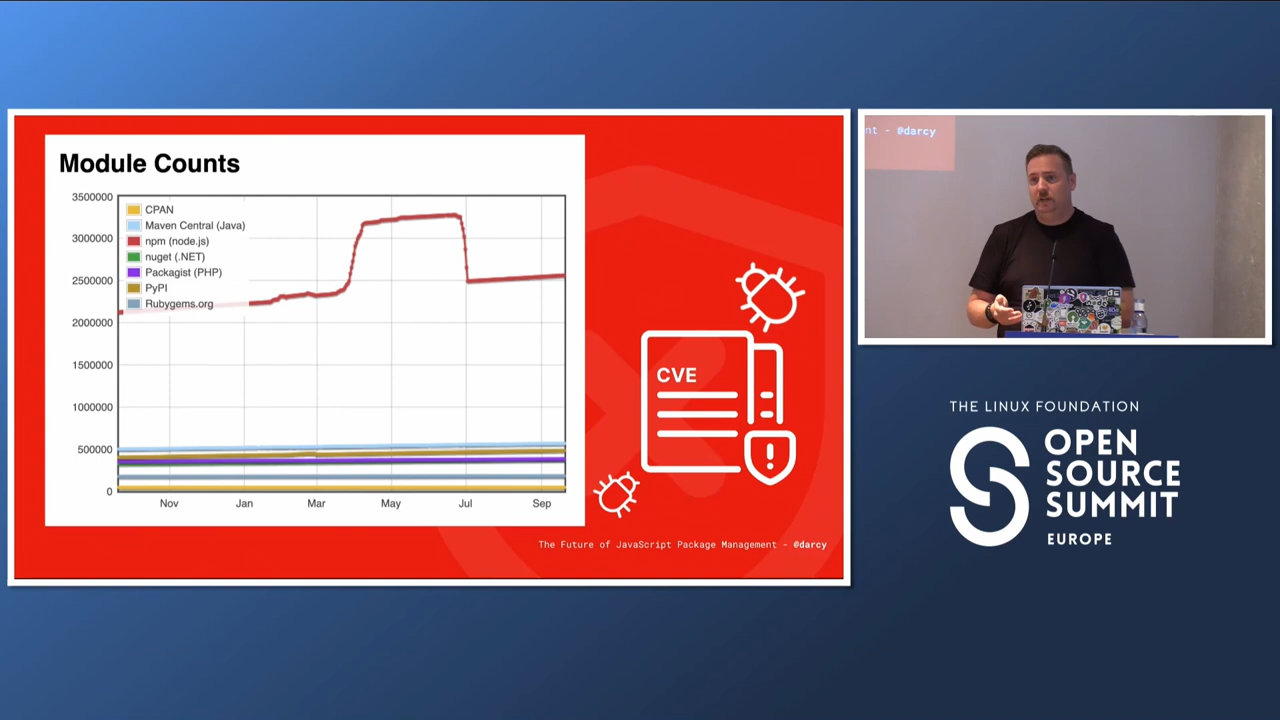 Module Counts
3500000
3000000
2500000
2000000
1500000
1000000
500000
0
CPAN
Maven Central (Java)
npm (node.js)
nuget (.NET)
Packagist (PHP)
PyPI
Rubygems.org
Nov Jan Mar May Jul Sep
CVE
The Future of JavaScript Package Management - @darcy
nt - @darcy
THE LINUX FOUNDATION
OPEN
SOURCE
SUMMIT
EUROPE